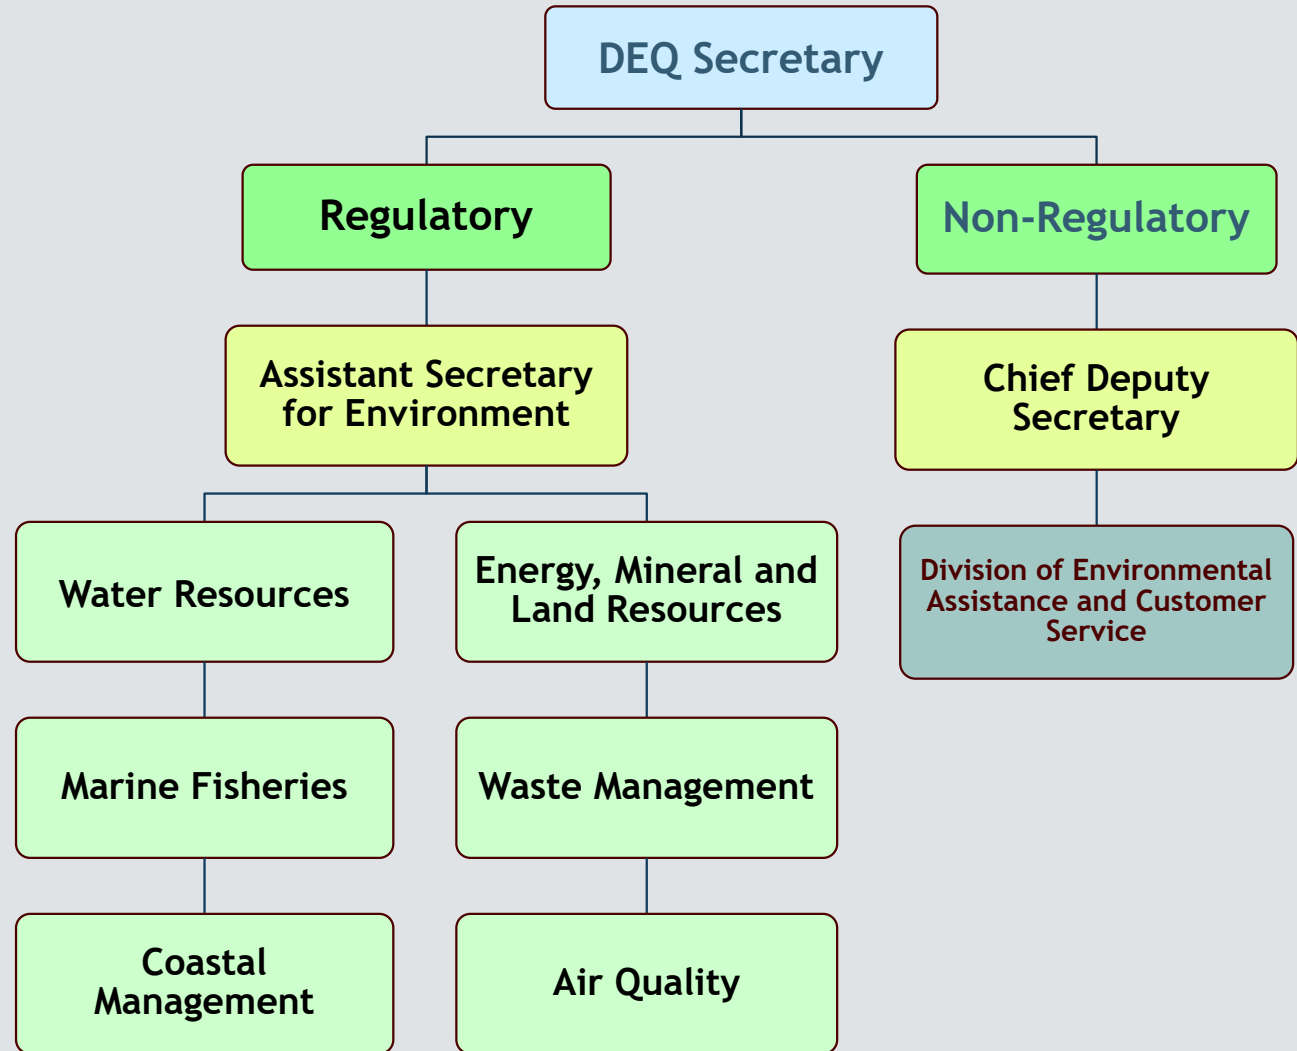 DEQ Secretary
Regulatory
Non-Regulatory
Assistant Secretary
for Environment
Chief Deputy
Secretary
Water Resources
Energy, Mineral and
Land Resources
Division of Environmental
Assistance and Customer
Service
Marine Fisheries
Waste Management
Coastal
Management
Air Quality